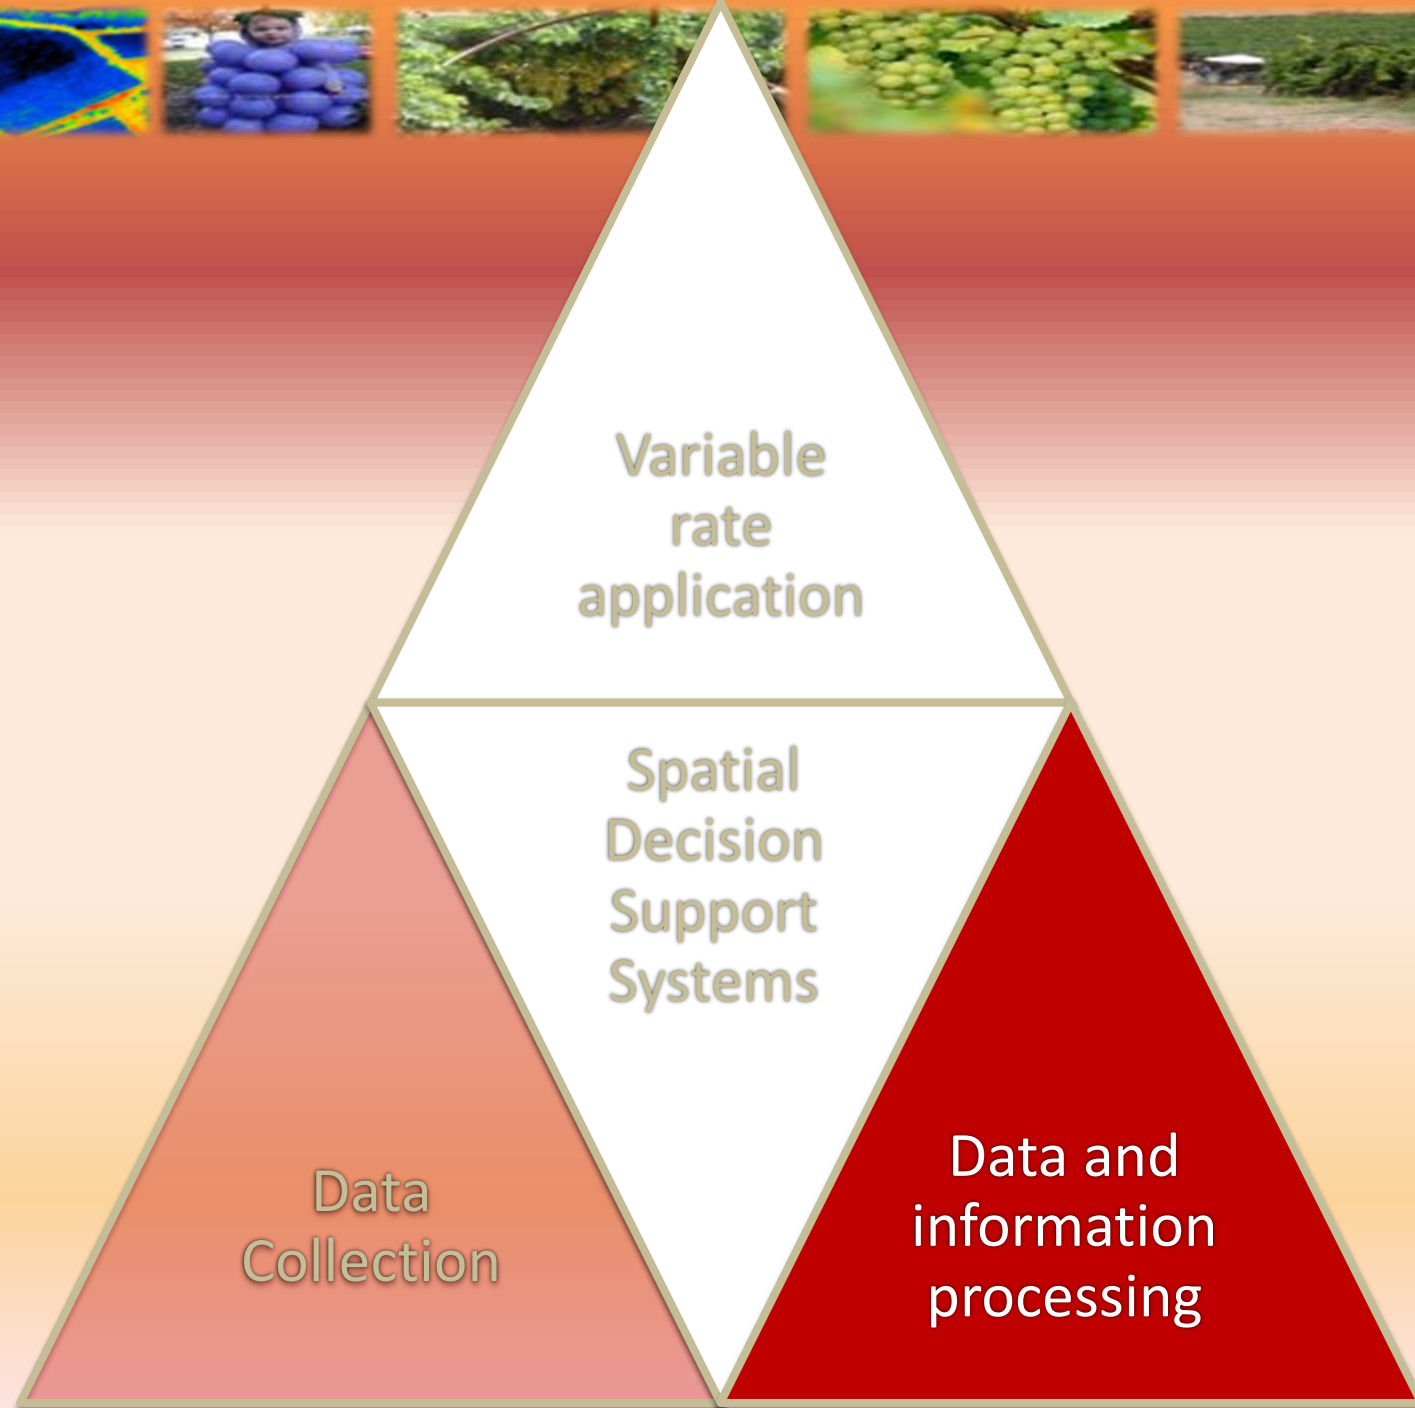 Variable
rate
application
Spatial
Decision
Support
Systems
Data
Collection
Data and
information
processing